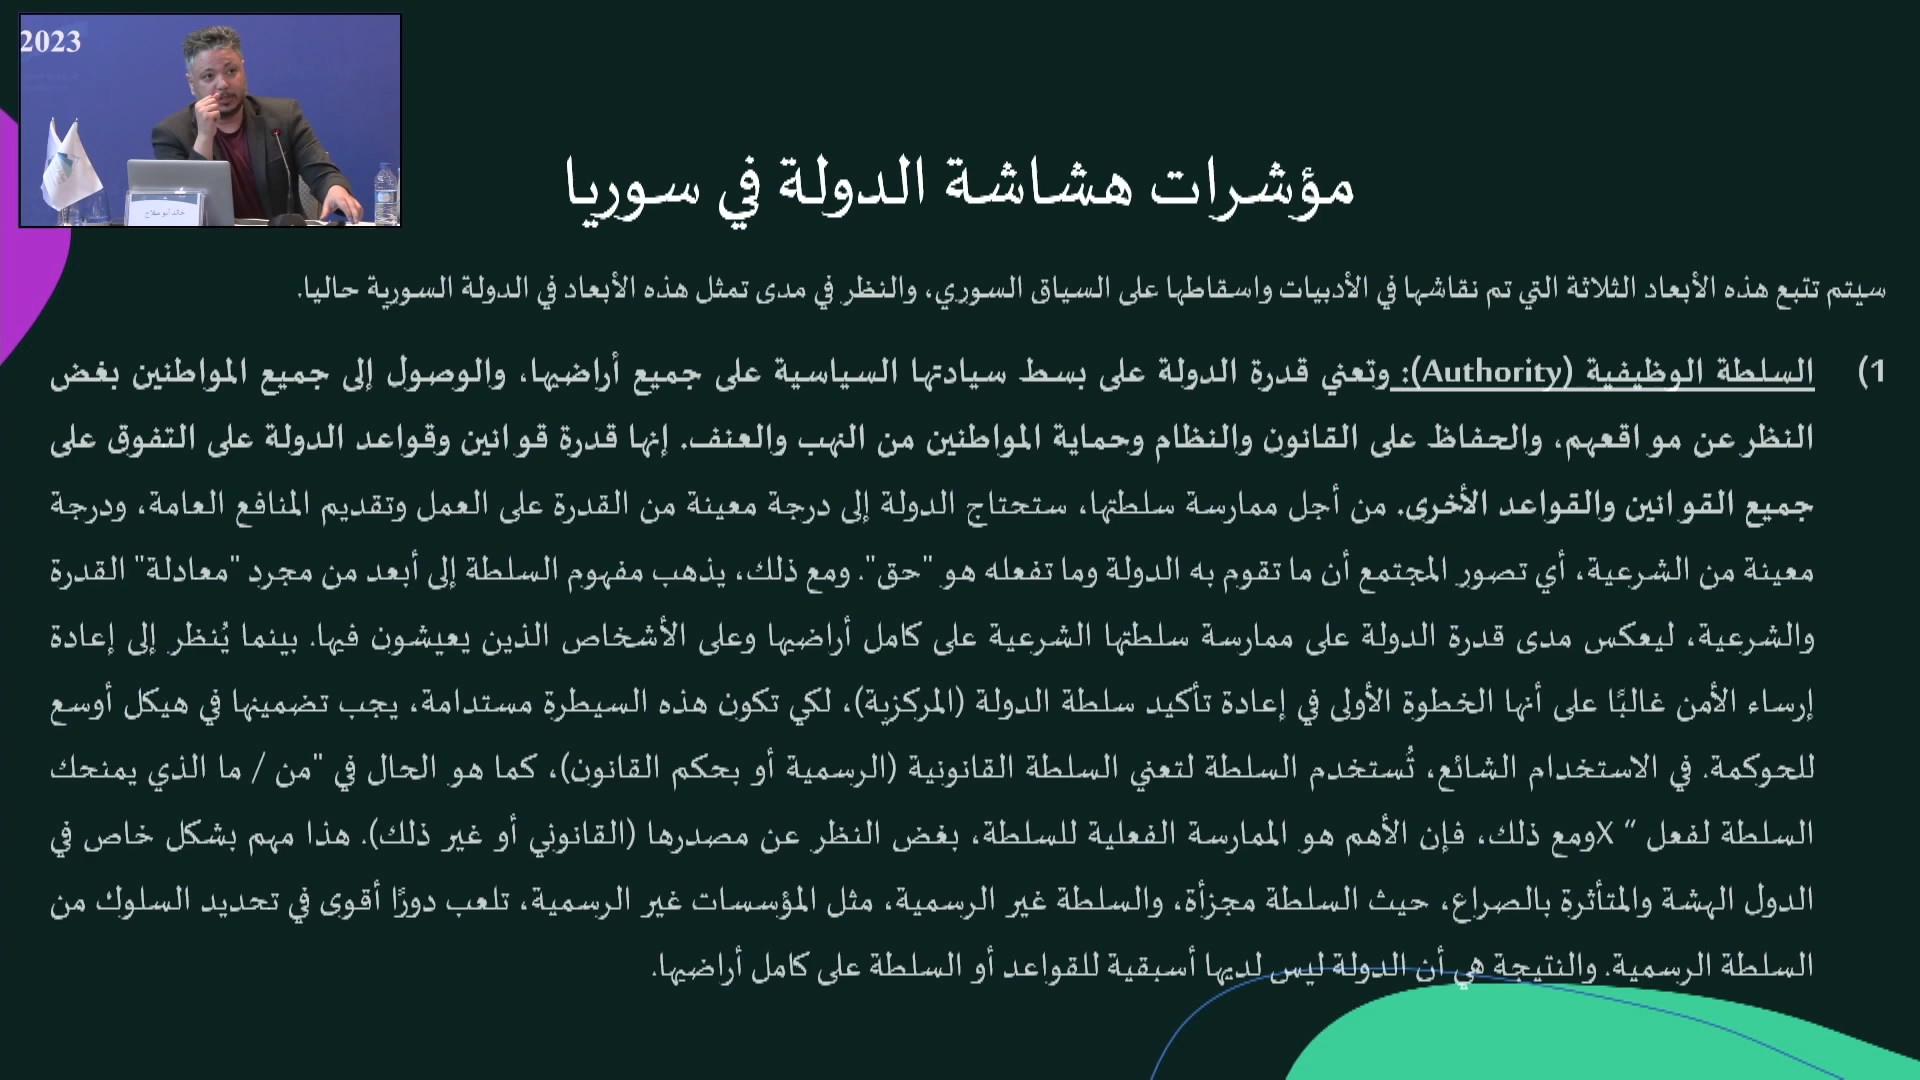 2023
خالد أبو صلاح
مؤشرات هشاشة الدولة في سوريا
سيتم تتبع هذه الأبعاد الثلاثة التي تم نقاشها في الأدبيات واسقاطها على السياق السوري، والنظر في مدى تمثل هذه الأبعاد في الدولة السورية حاليا.
1) السلطة الوظيفية (Authority): وتعني قدرة الدولة على بسط سيادتها السياسية على جميع أراضيها، والوصول إلى جميع المواطنين بغض
النظر عن مواقعهم، والحفاظ على القانون والنظام وحماية المواطنين من النهب والعنف. إنها قدرة قوانين وقواعد الدولة على التفوق على
جميع القوانين والقواعد الأخرى. من أجل ممارسة سلطتها، ستحتاج الدولة إلى درجة معينة من القدرة على العمل وتقديم المنافع العامة، ودرجة
معينة من الشرعية، أي تصور المجتمع أن ما تقوم به الدولة وما تفعله هو "حق". ومع ذلك، يذهب مفهوم السلطة إلى أبعد من مجرد "معادلة" القدرة
والشرعية، ليعكس مدى قدرة الدولة على ممارسة سلطتها الشرعية على كامل أراضيها وعلى الأشخاص الذين يعيشون فيها. بينما يُنظر إلى إعادة
إرساء الأمن غالبًا على أنها الخطوة الأولى في إعادة تأكيد سلطة الدولة (المركزية)، لكي تكون هذه السيطرة مستدامة، يجب تضمينها في هيكل أوسع
للحوكمة. في الاستخدام الشائع، تُستخدم السلطة لتعني السلطة القانونية (الرسمية أو بحكم القانون)، كما هو الحال في "من / ما الذي يمنحك
السلطة لفعل “ Xومع ذلك، فإن الأهم هو الممارسة الفعلية للسلطة، بغض النظر عن مصدرها (القانوني أو غير ذلك). هذا مهم بشكل خاص في
الدول الهشة والمتأثرة بالصراع، حيث السلطة مجزأة، والسلطة غير الرسمية، مثل المؤسسات غير الرسمية، تلعب دورًا أقوى في تحديد السلوك من
السلطة الرسمية. والنتيجة هي أن الدولة ليس لديها أسبقية للقواعد أو السلطة على كامل أراضيها.